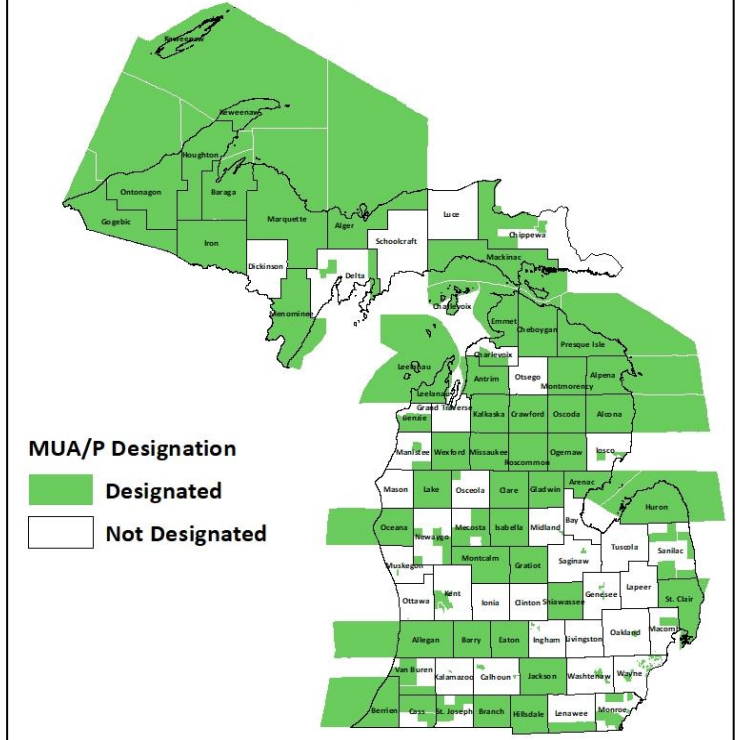 Keweenaw
Keweenaw
Houghton
Ontonagon
Baraga
Gogebic
Marquette
Alger
Luce
Iron
Schoolcraft
Chippewa
Dickinson
Mackinac
Delta
Menominee
Charlevoix
Emmet
Cheboygan
Presque Isle
Charlevoix
Leelanau
Antrim
Otsego
Montmorency
Alpena
Leelanau
Grand Traverse
Benzie
Kalkaska
Crawford
Oscoda
Alcona
MUA/P Designation
Designated
Not Designated
Manistee
Wexford
Missaukee
Roscommon
Ogemaw
Iosco
Mason
Lake
Osceola
Clare
Gladwin
Arenac
Huron
Oceana
Newaygo
Mecosta
Isabella
Midland
Bay
Tuscola
Sanilac
Muskegon
Montcalm
Gratiot
Saginaw
Ottawa
Kent
Ionia
Clinton
Shiawassee
Genesee
Lapeer
St. Clair
Allegan
Barry
Eaton
Ingham
Livingston
Oakland
Macomb
Van Buren
Kalamazoo
Calhoun
Jackson
Washtenaw
Wayne
Berrien
Cass
St. Joseph
Branch
Hillsdale
Lenawee
Monroe